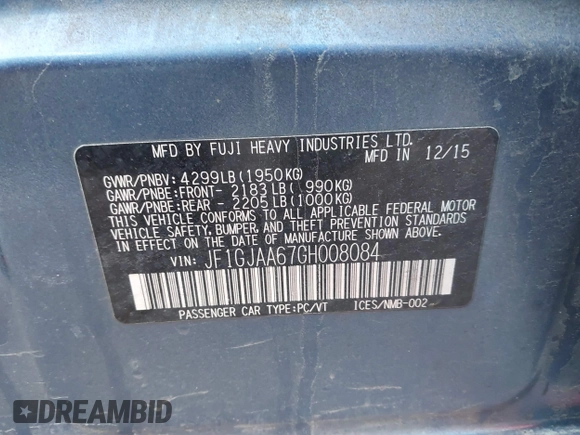 MFD BY FUJI HEAVY INDUSTRIES LTD.
MFD IN 12/15
GVWR/PNBV: 4299LB(1950KG)
GAWR/PNBE:FRONT- 2183LB( 990KG)
GAWR/PNBE:REAR - 2205LB(1000KG)
THIS VEHICLE CONFORMS TO ALL APPLICABLE FEDERAL MOTOR
VEHICLE SAFETY, BUMPER, AND THEFT PREVENTION STANDARDS
IN EFFECT ON THE DATE OF MANUFACTURE SHOWN ABOVE.
VIN: JF1GJAA67GH008084
PASSENGER CAR TYPE:PC/VT ICES/NMB-002
DREAMBID